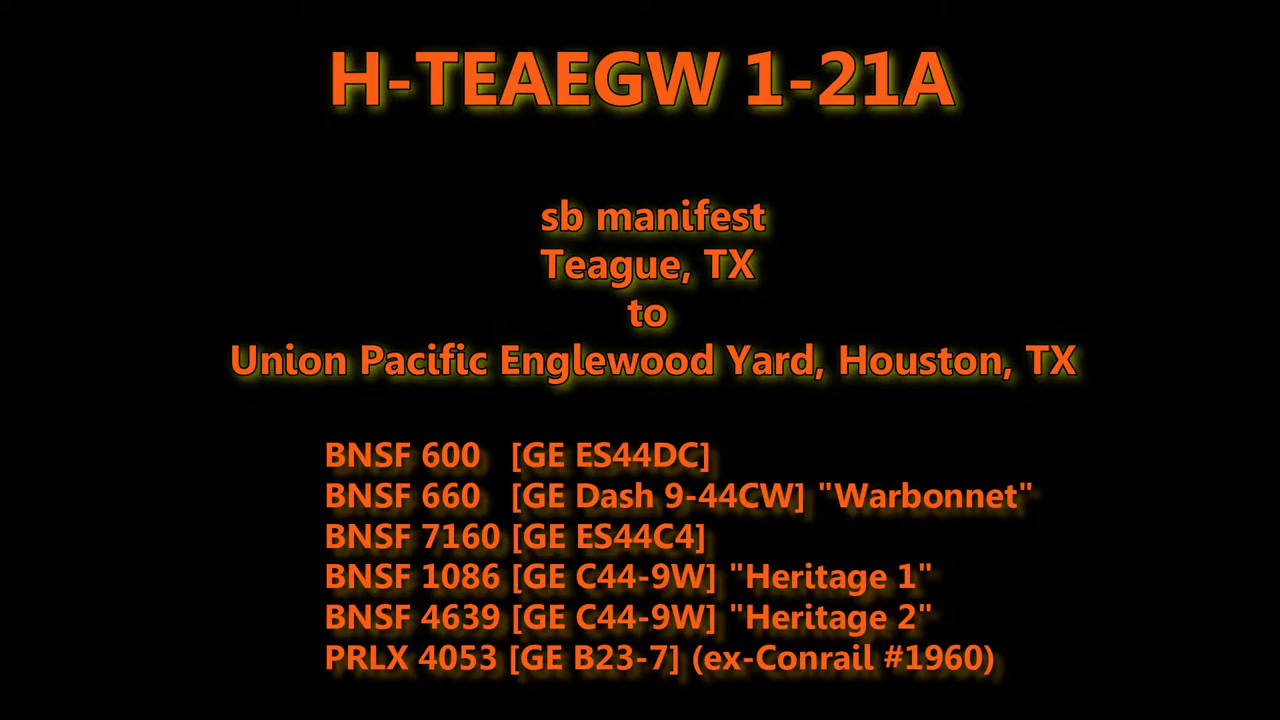 H-TEAEGW 1-21A
sb manifest
Teague, TX
to
Union Pacific Englewood Yard, Houston, TX
BNSF 600 [GE ES44DC]
BNSF 660 [GE Dash 9-44CW] "Warbonnet"
BNSF 7160 [GE ES44C4]
BNSF 1086 [GE C44-9W] "Heritage 1"
BNSF 4639 [GE C44-9W] "Heritage 2"
PRLX 4053 [GE B23-7] (ex-Conrail #1960)